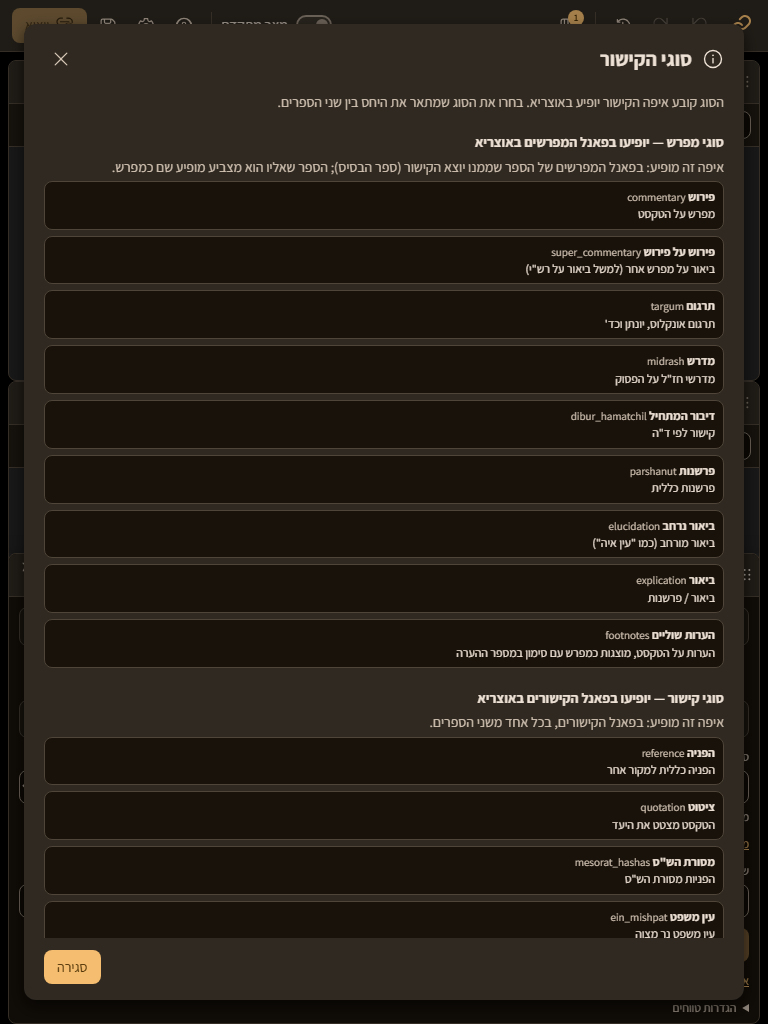 מצב מתקדם
1
סוגי הקישור
הסוג קובע איפה הקישור יופיע באוצריא. בחרו את הסוג שמתאר את היחס בין שני הספרים.
סוגי מפרש — יופיעו בפאנל המפרשים באוצריא
איפה זה מופיע: בפאנל המפרשים של הספר שממנו יוצא הקישור (ספר הבסיס); הספר שאליו הוא מצביע מופיע שם כמפרש.
פירוש commentary
מפרש על הטקסט
פירוש על פירוש super_commentary
ביאור על מפרש אחר (למשל ביאור על רש"י)
תרגום targum
תרגום אונקלוס, יונתן וכד'
מדרש midrash
מדרשי חז"ל על הפסוק
דיבור המתחיל dibur_hamatchil
קישור לפי ד"ה
פרשנות parshanut
פרשנות כללית
ביאור נרחב elucidation
ביאור מורחב (כמו "עין איה")
ביאור explication
ביאור / פרשנות
הערות שוליים footnotes
הערות על הטקסט, מוצגות כמפרש עם סימון במספר ההערה
סוגי קישור — יופיעו בפאנל הקישורים באוצריא
איפה זה מופיע: בפאנל הקישורים, בכל אחד משני הספרים.
הפניה reference
הפניה כללית למקור אחר
ציטוט quotation
הטקסט מצטט את היעד
מסורת הש"ס mesorat_hashas
הפניות מסורת הש"ס
עין משפט ein_mishpat
עין משפט נר מצוה
סגירה
הגדרות טווחים